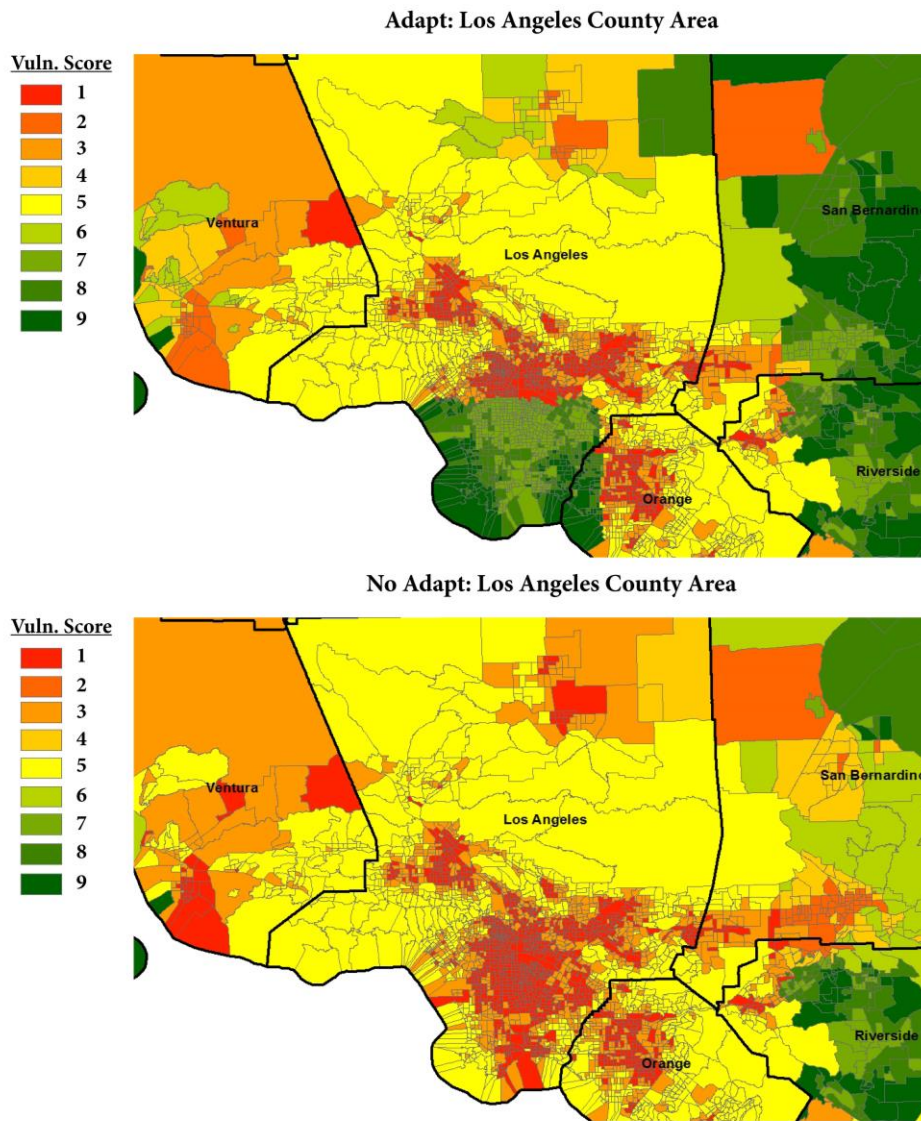 Adapt: Los Angeles County Area
Vuln. Score
1
2
3
4
5
6
7
8
9
Ventura
Los Angeles
San Bernardin
Orange
Riverside
No Adapt: Los Angeles County Area
Vuln. Score
1
2
3
4
5
6
7
8
9
Ventura
Los Angeles
San Bernardino
Orange
Riverside